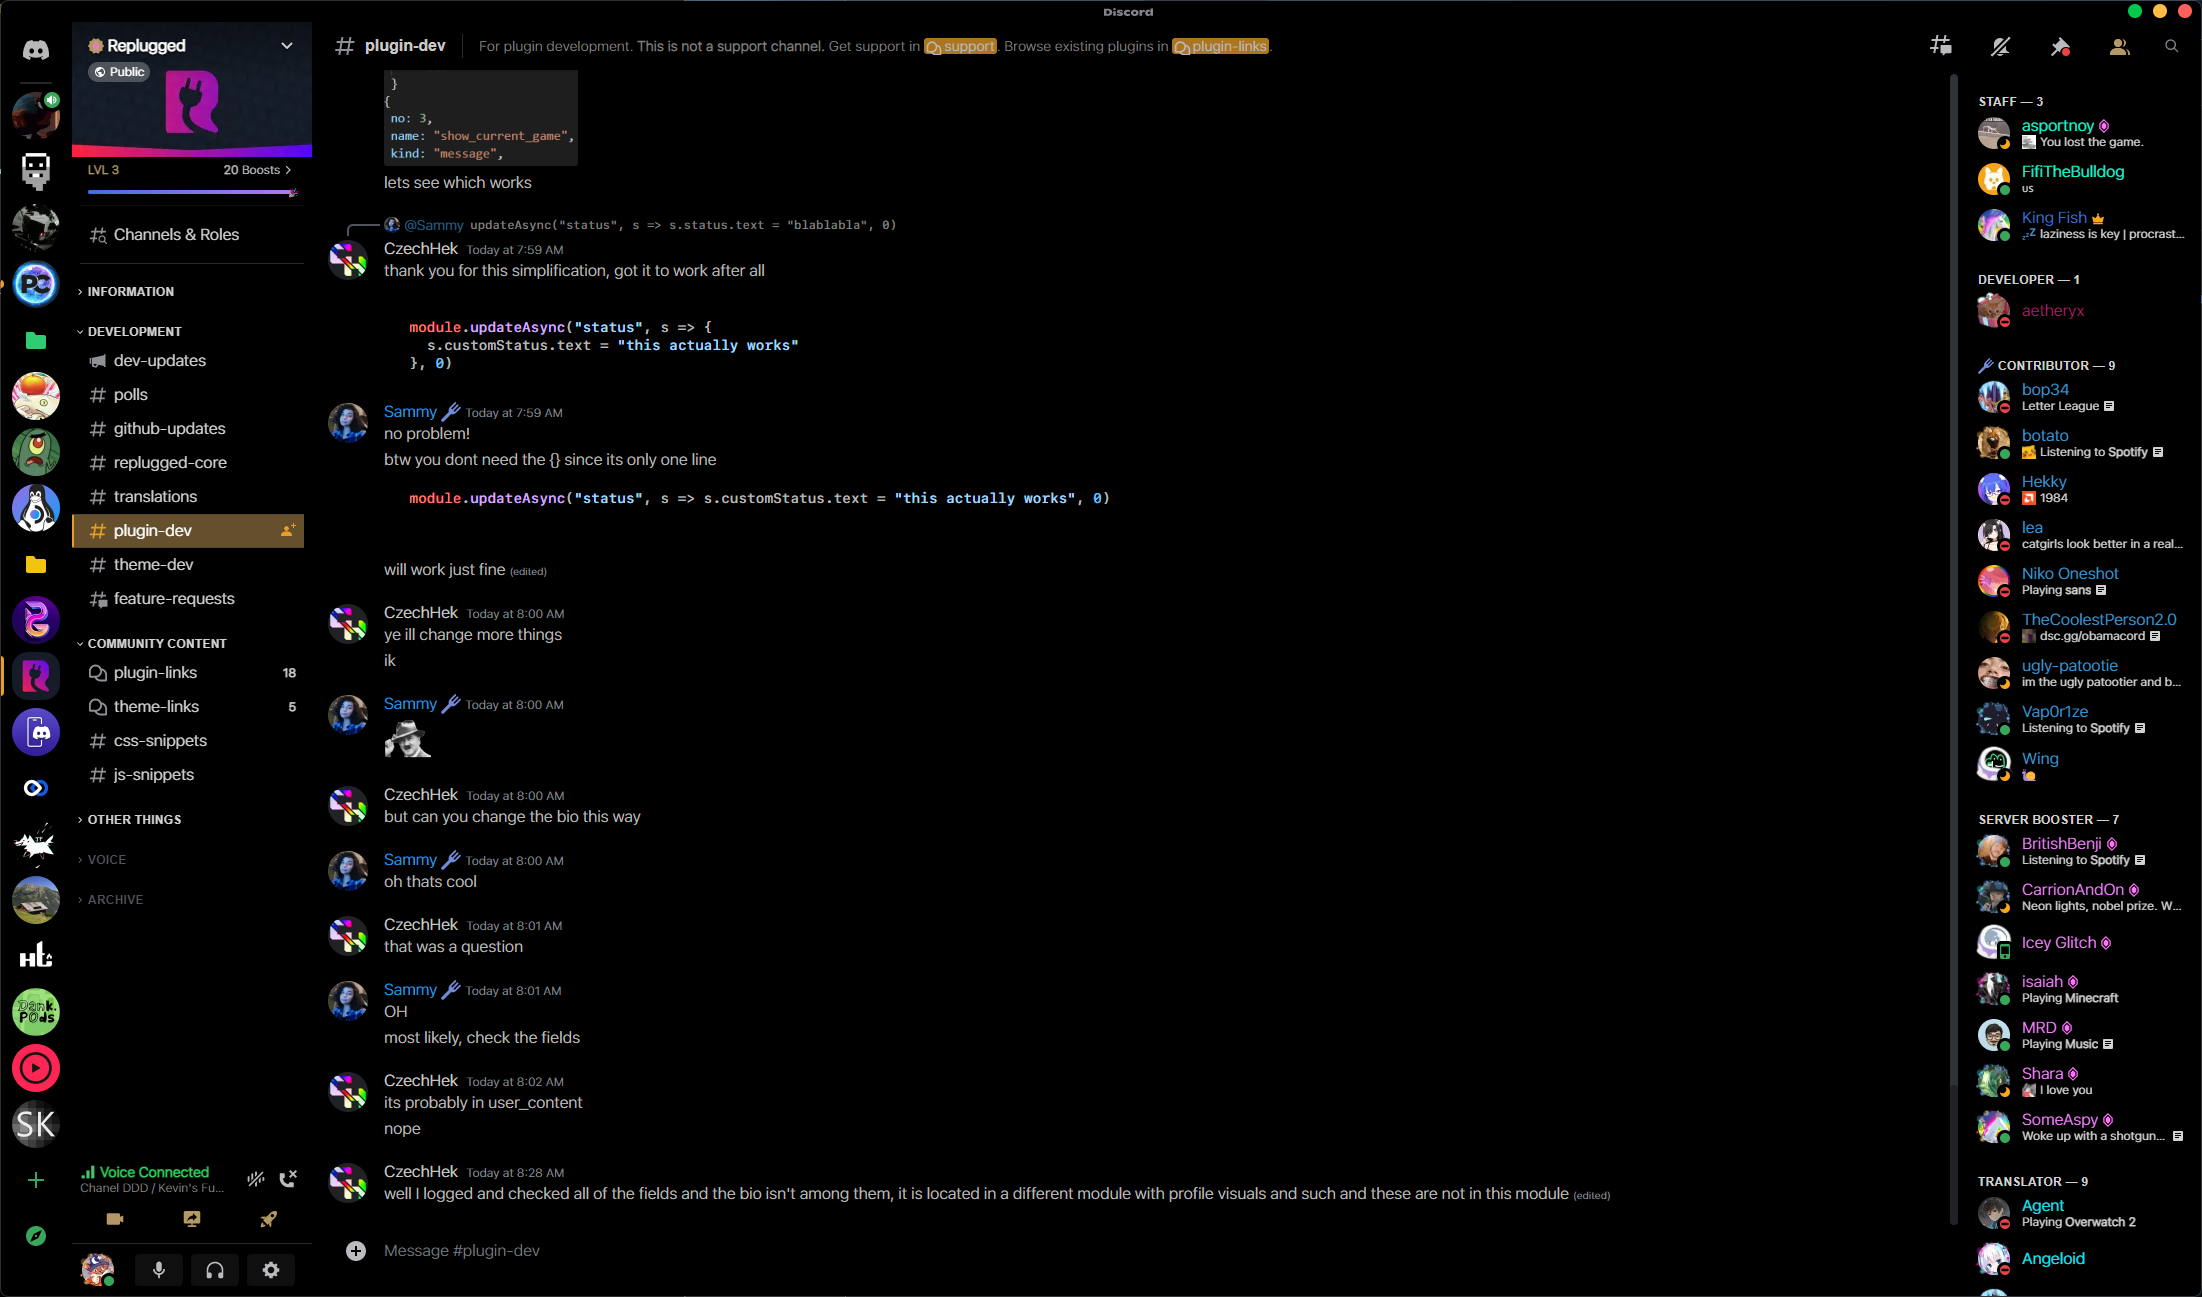 Discord
Replugged
Public
LVL 3
20 Boosts
Channels & Roles
INFORMATION
DEVELOPMENT
dev-updates
polls
github-updates
replugged-core
translations
plugin-dev
theme-dev
feature-requests
COMMUNITY CONTENT
plugin-links 18
theme-links 5
css-snippets
js-snippets
OTHER THINGS
VOICE
ARCHIVE
PC
HL
Dank. PODS
SK
Voice Connected
Chanel DDD / Kevin's Fu...
plugin-dev
For plugin development. This is not a support channel. Get support in support. Browse existing plugins in plugin-links.
}
{
no: 3,
name: "show_current_game",
kind: "message",
lets see which works
@Sammy updateAsync("status", s => s.status.text = "blablabla", 0)
CzechHek Today at 7:59 AM
thank you for this simplification, got it to work after all
module.updateAsync("status", s => {
s.customStatus.text = "this actually works"
}, 0)
Sammy Today at 7:59 AM
no problem!
btw you dont need the {} since its only one line
module.updateAsync("status", s => s.customStatus.text = "this actually works", 0)
will work just fine (edited)
CzechHek Today at 8:00 AM
ye ill change more things
ik
Sammy Today at 8:00 AM
CzechHek Today at 8:00 AM
but can you change the bio this way
Sammy Today at 8:00 AM
oh thats cool
CzechHek Today at 8:01 AM
that was a question
Sammy Today at 8:01 AM
OH
most likely, check the fields
CzechHek Today at 8:02 AM
its probably in user_content
nope
CzechHek Today at 8:28 AM
well I logged and checked all of the fields and the bio isn't among them, it is located in a different module with profile visuals and such and these are not in this module (edited)
Message #plugin-dev
STAFF — 3
asportnoy
You lost the game.
FifiTheBulldog
us
King Fish
laziness is key | procrast...
DEVELOPER — 1
aetheryx
CONTRIBUTOR — 9
bop34
Letter League
botato
Listening to Spotify
Hekky
1984
lea
catgirls look better in a real...
Niko Oneshot
Playing sans
TheCoolestPerson2.0
dsc.gg/obamacord
ugly-patootie
im the ugly patootier and b...
Vap0r1ze
Listening to Spotify
Wing
SERVER BOOSTER — 7
BritishBenji
Listening to Spotify
CarrionAndOn
Neon lights, nobel prize. W...
Icey Glitch
isaiah
Playing Minecraft
MRD
Playing Music
Shara
I love you
SomeAspy
Woke up with a shotgun...
TRANSLATOR — 9
Agent
Playing Overwatch 2
Angeloid